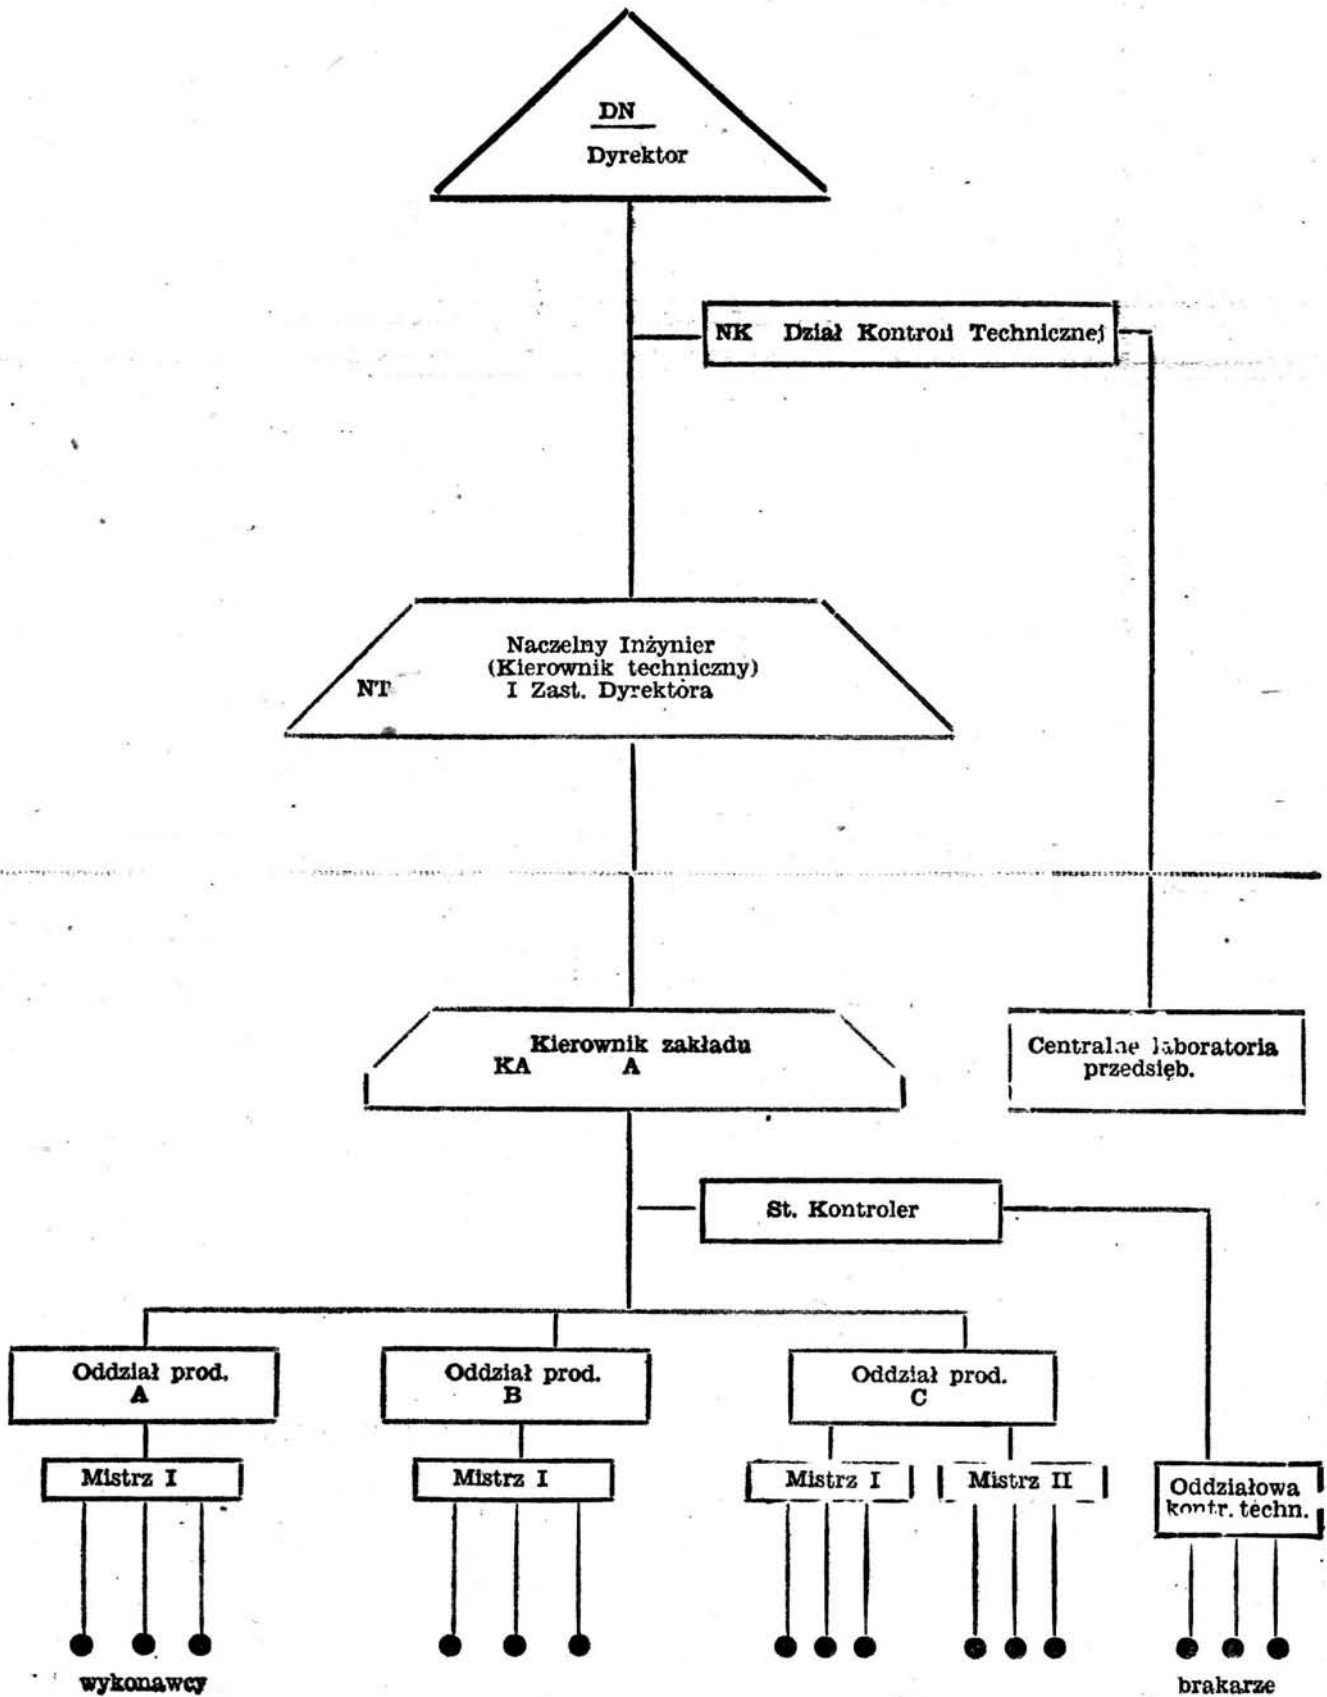 DN
Dyrektor
NK Dział Kontroli Technicznej
Naczelny Inżynier
(Kierownik techniczny)
NT I Zast. Dyrektora
Kierownik zakładu
KA A
Centralne laboratoria
przedsięb.
St. Kontroler
Oddział prod.
A
Oddział prod.
B
Oddział prod.
C
Mistrz I
Mistrz I
Mistrz I
Mistrz II
Oddziałowa
kontr. techn.
wykonawcy
brakarze